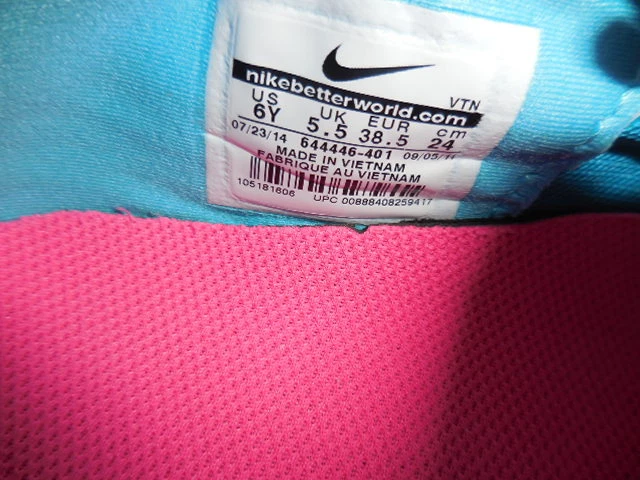 nikebetterworld.com
VTN
US UK EUR cm
6Y 5.5 38.5 24
07/23/14 644446-401
MADE IN VIETNAM
FABRIQUE AU VIETNAM
105181606
UPC 00888408259417